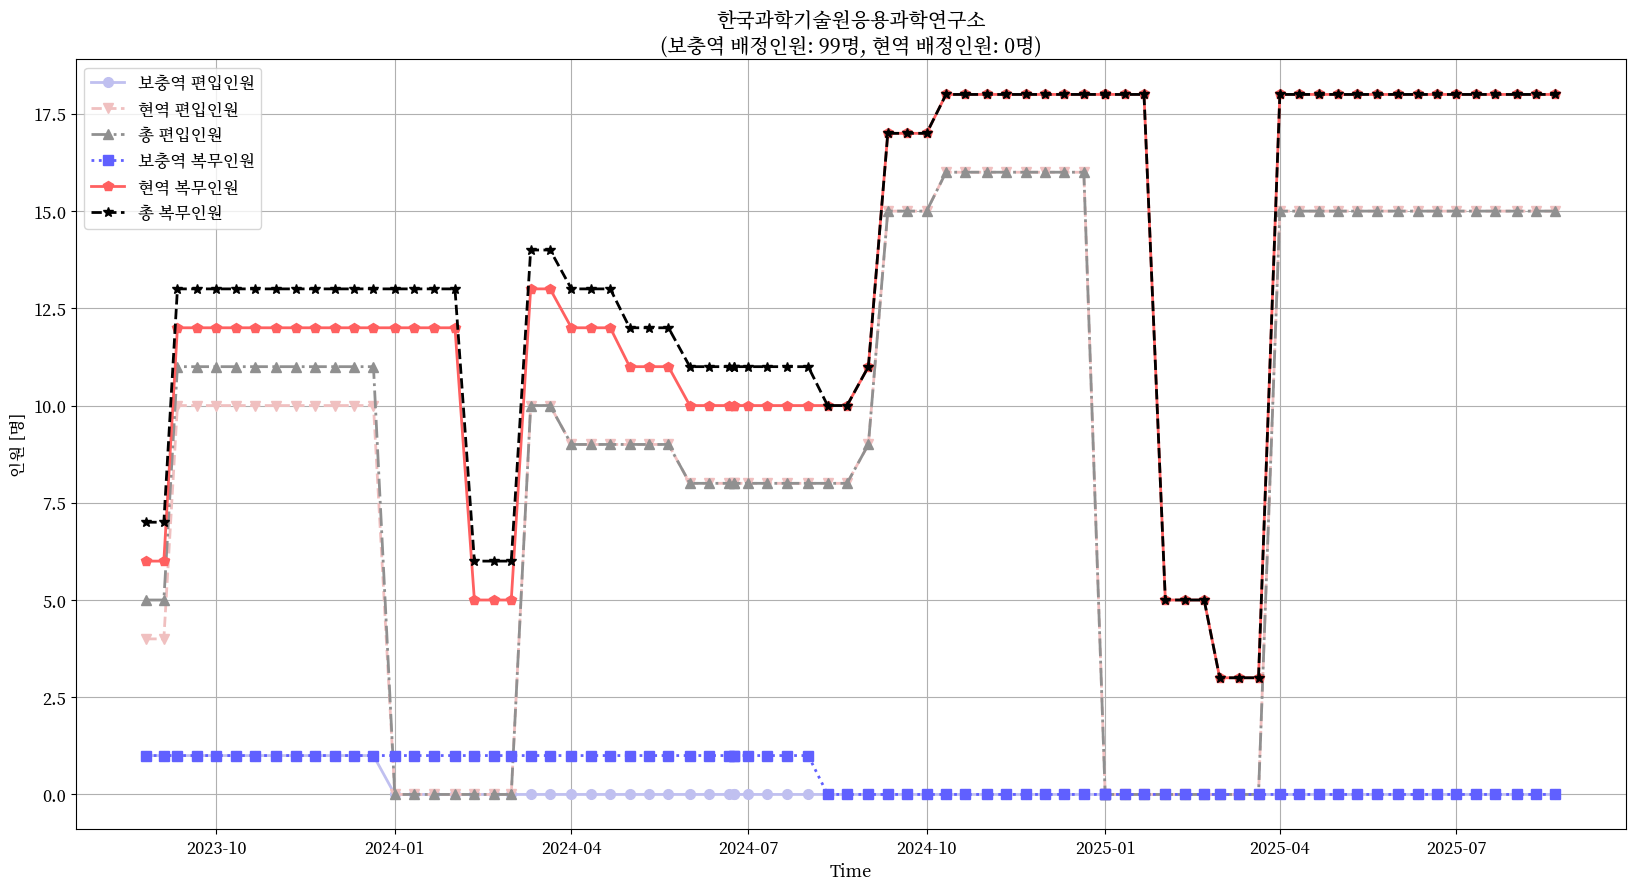 한국과학기술원응용과학연구소
(보충역 배정인원: 99명, 현역 배정인원: 0명)
보충역 편입인원
현역 편입인원
총 편입인원
보충역 복무인원
현역 복무인원
총 복무인원
인원 [명]
17.5
15.0
12.5
10.0
7.5
5.0
2.5
0.0
2023-10
2024-01
2024-04
2024-07
2024-10
2025-01
2025-04
2025-07
Time